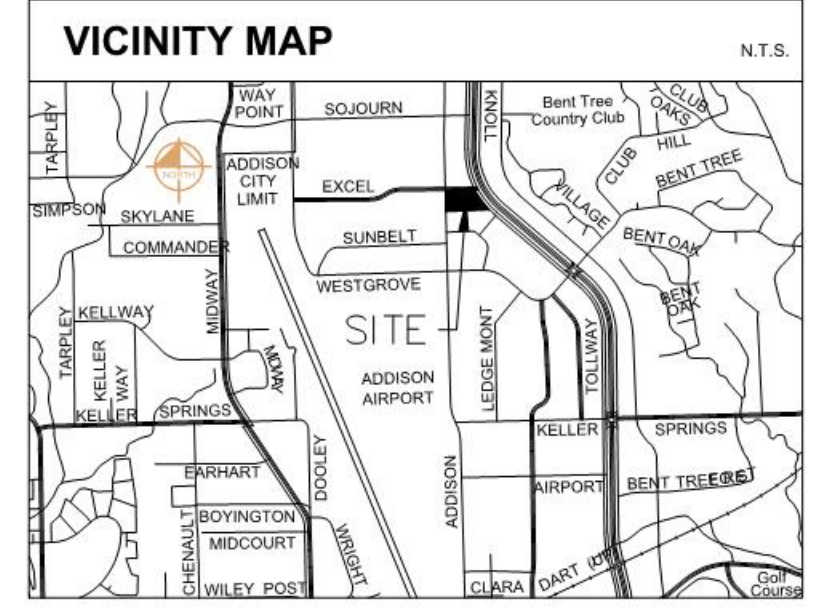 VICINITY MAP
N.T.S.
TARPLEY
WAY
POINT
SOJOURN
KNOLL
Bent Tree
Country Club
CLUB
OAKS
HILL
CLUB
BENT TREE
NORTH
ADDISON
CITY
LIMIT
EXCEL
VILLAGE
SIMPSON
SKYLANE
COMMANDER
SUNBELT
BENT OAK
WESTGROVE
MIDWAY
BENT
OAK
KELLWAY
TARPLEY
KELLER
WAY
MIDWAY
SITE
LEDGE MONT
TOLLWAY
ADDISON
AIRPORT
KELLER
SPRINGS
KELLER
SPRINGS
EARHART
DOOLEY
ADDISON
AIRPORT
BENT TREE FOREST
CHENAULT
BOYINGTON
MIDCOURT
WRIGHT
WILEY POST
CLARA
DART (UP)
Golf
Course